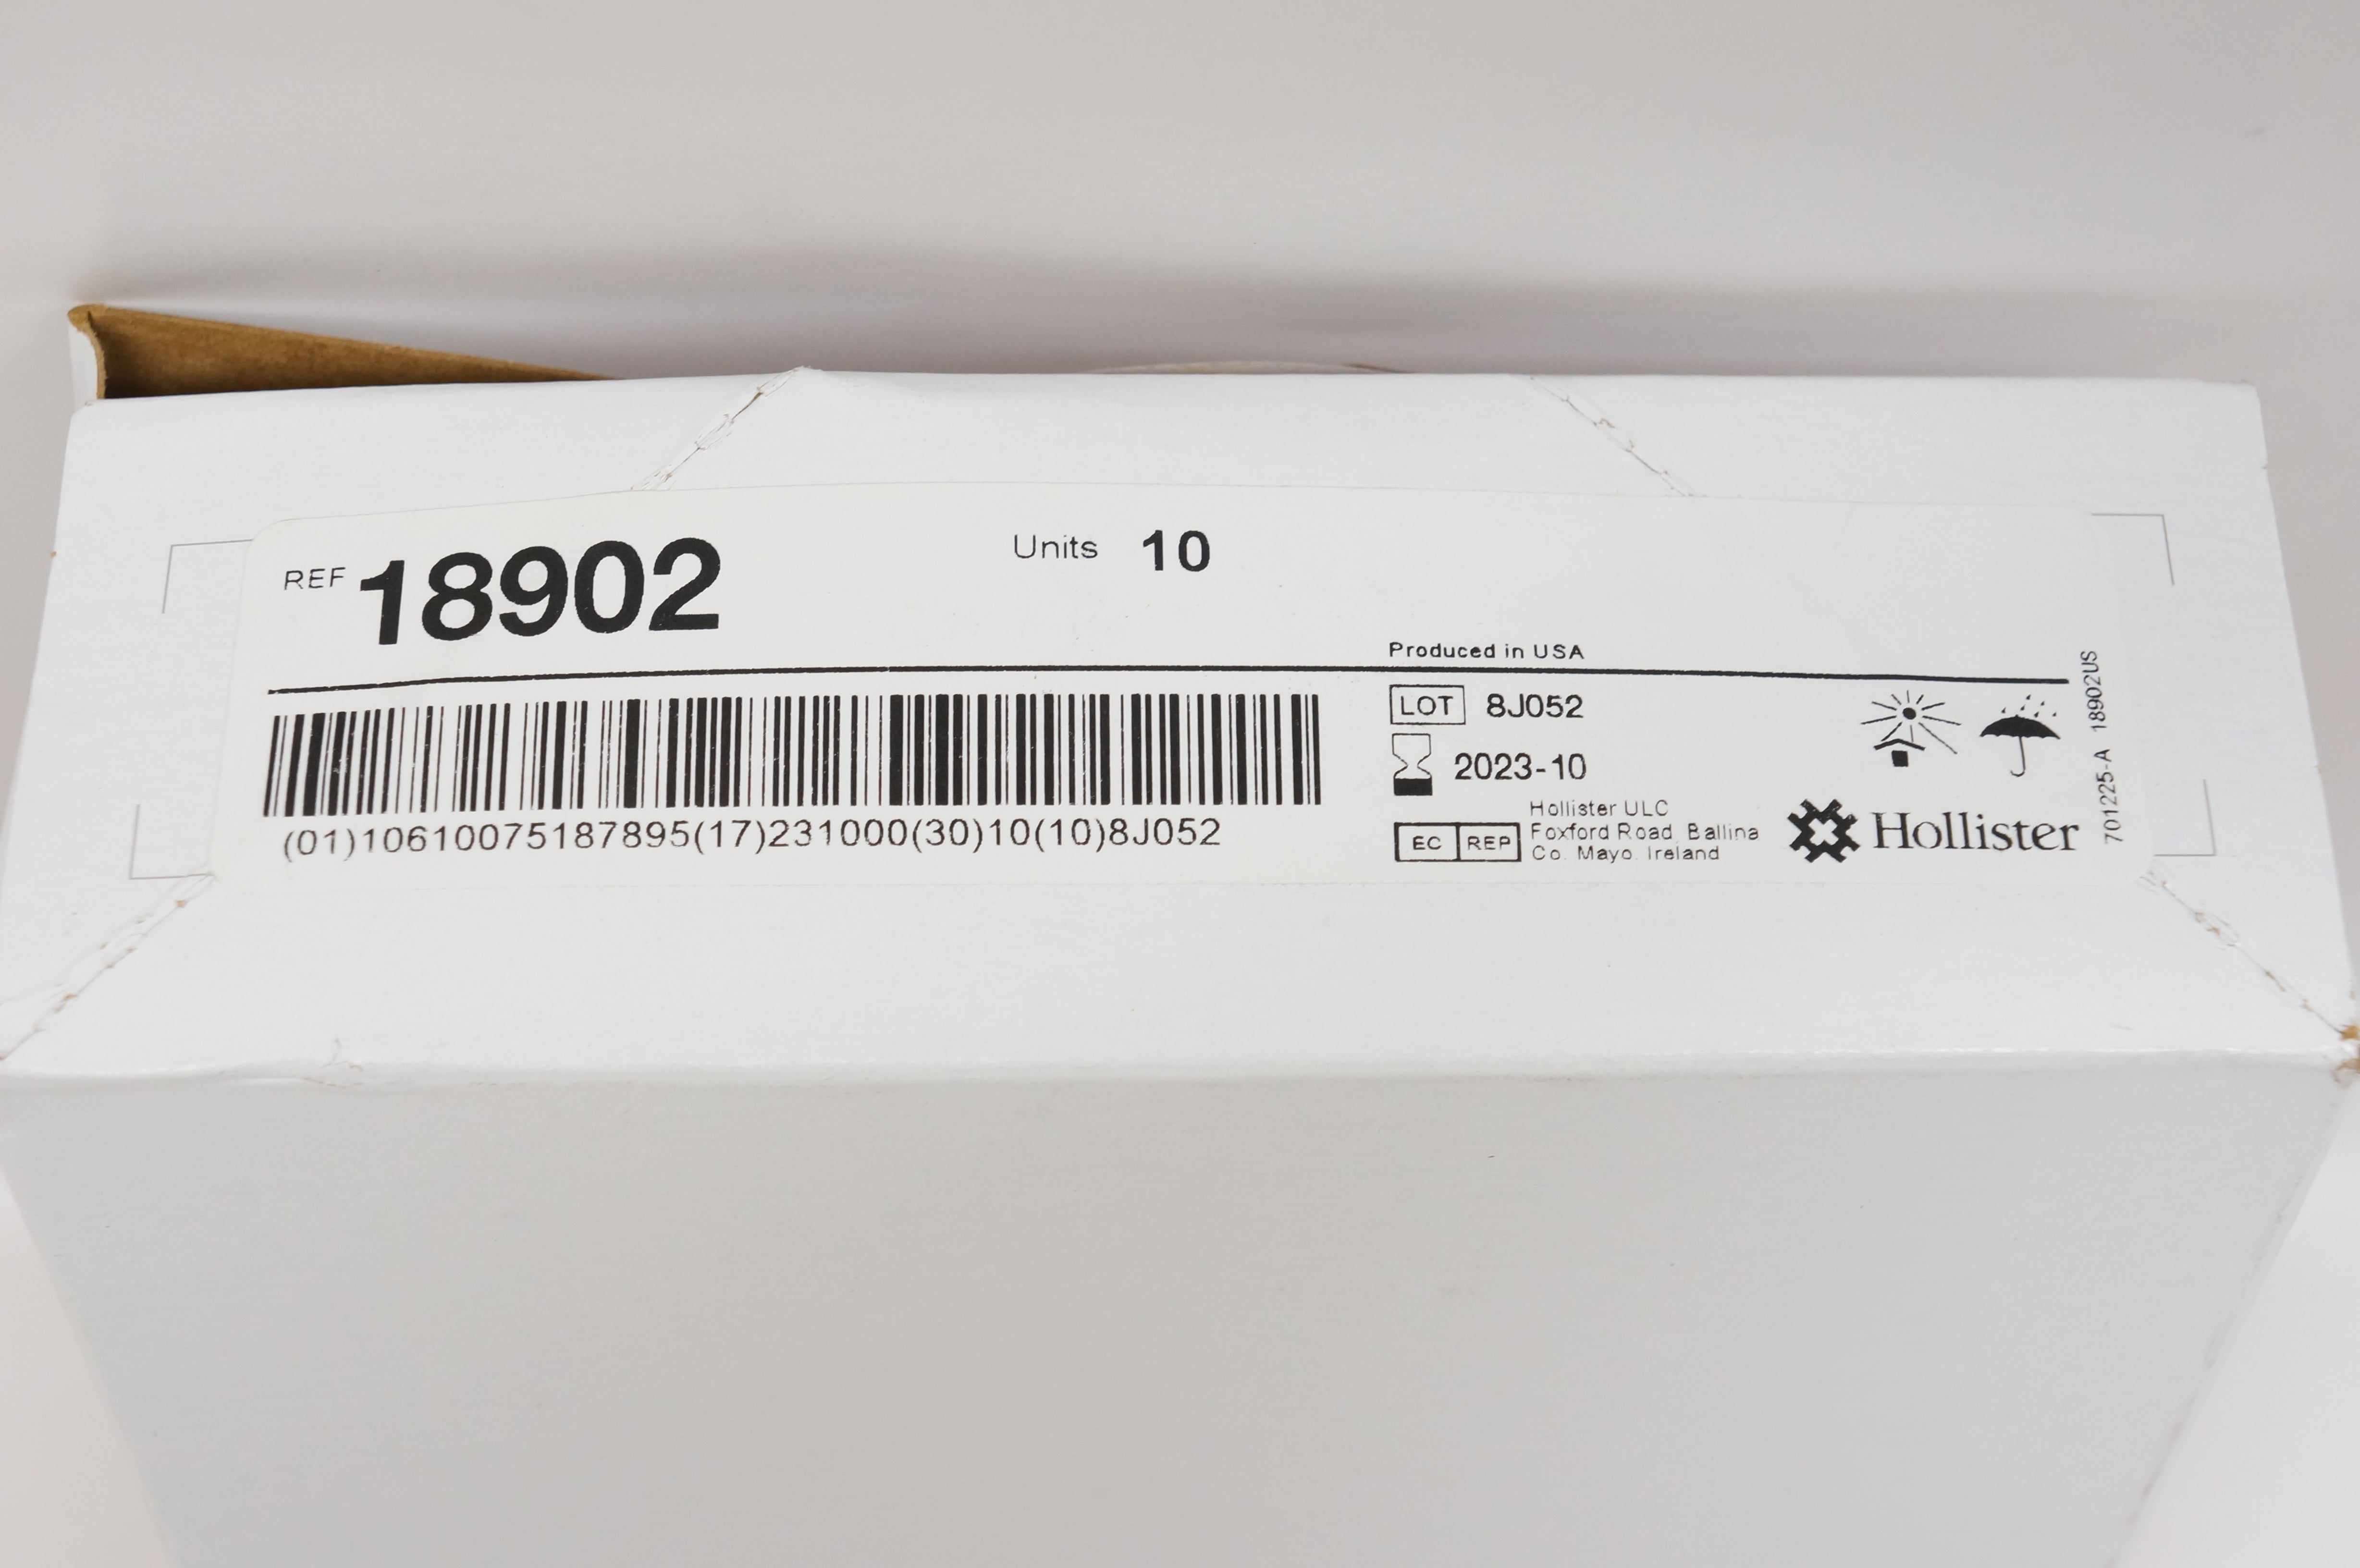 REF 18902
Units 10
Produced in USA
(01)10610075187895(17)231000(30)10(10)8J052
LOT 8J052
2023-10
EC REP
Hollister ULC
Foxford Road, Ballina
Co. Mayo, Ireland
Hollister
701225-A 18902US